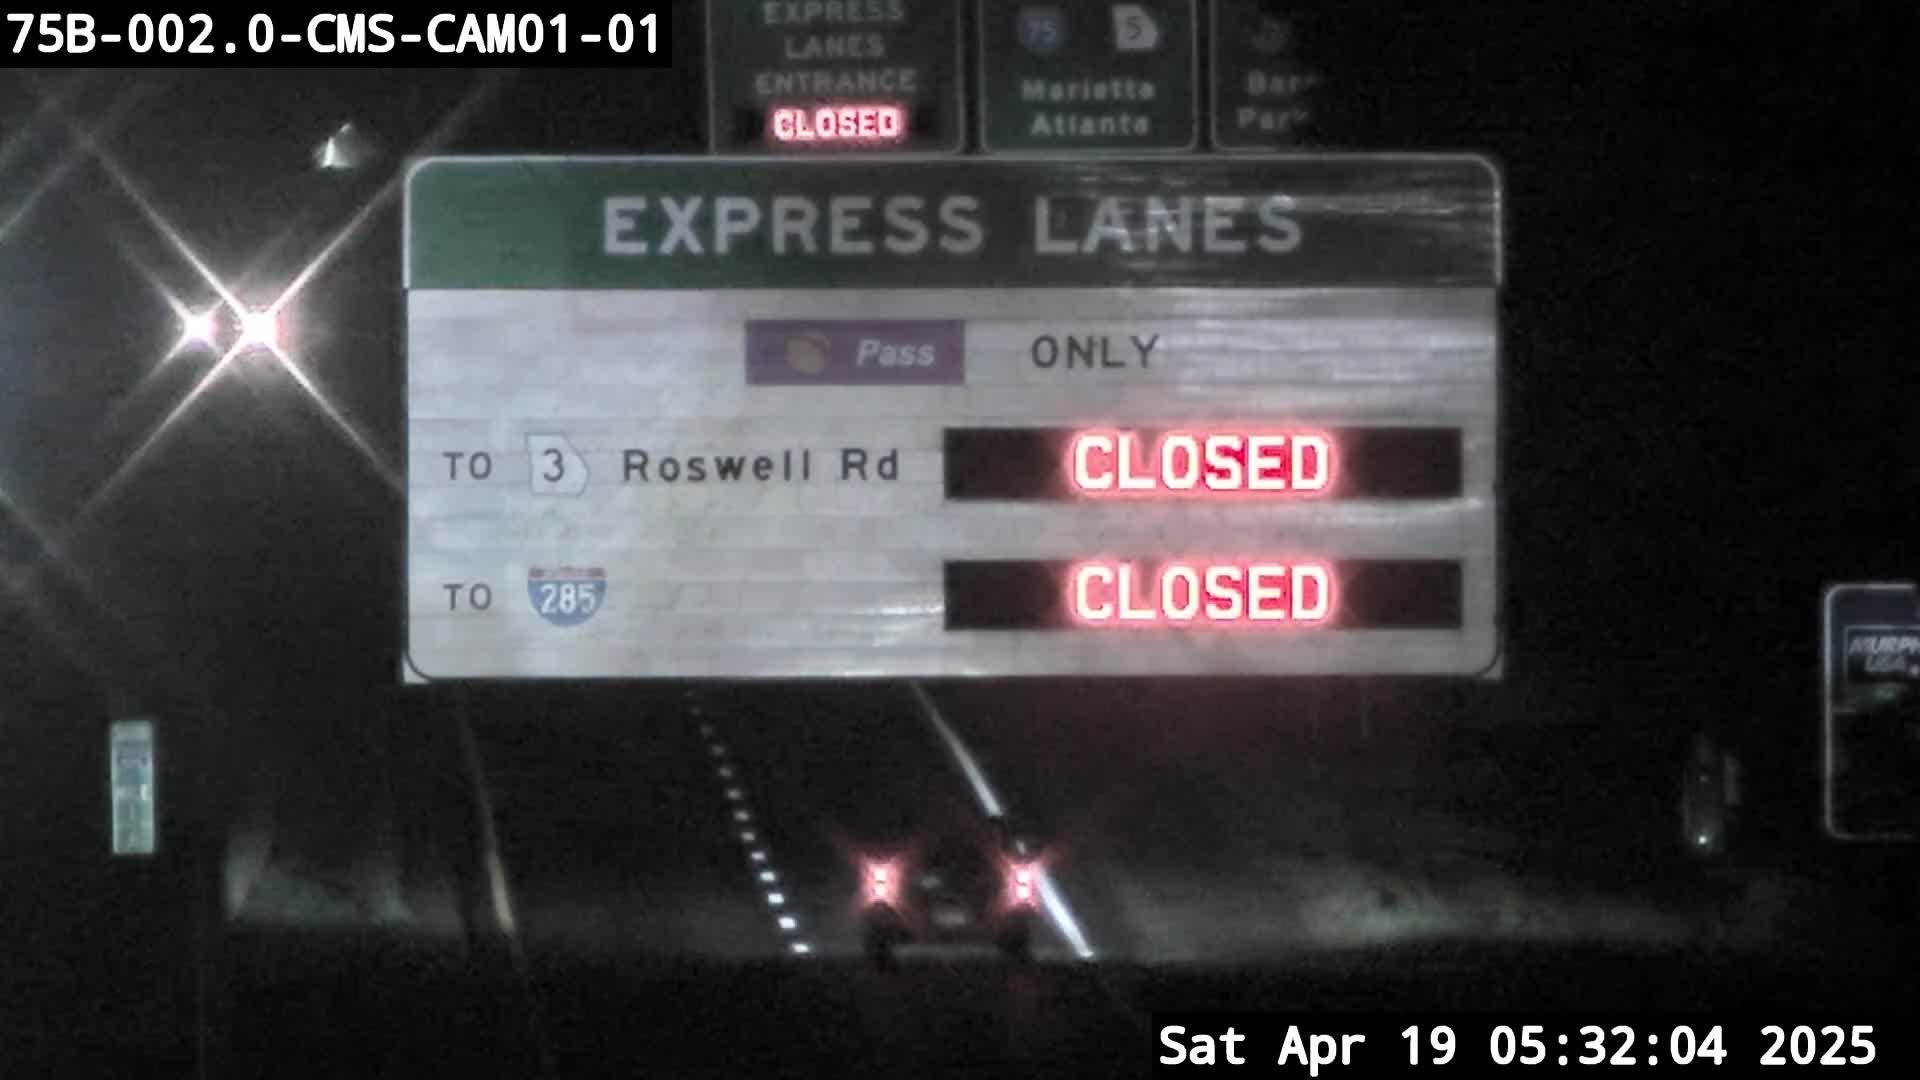 75B-002.0-CMS-CAM01-01
EXPRESS
LANES
ENTRANCE
CLOSED
75 5
Marietta
Atlanta
EXPRESS LANES
Pass ONLY
TO 3 Roswell Rd CLOSED
TO 285 CLOSED
Sat Apr 19 05:32:04 2025